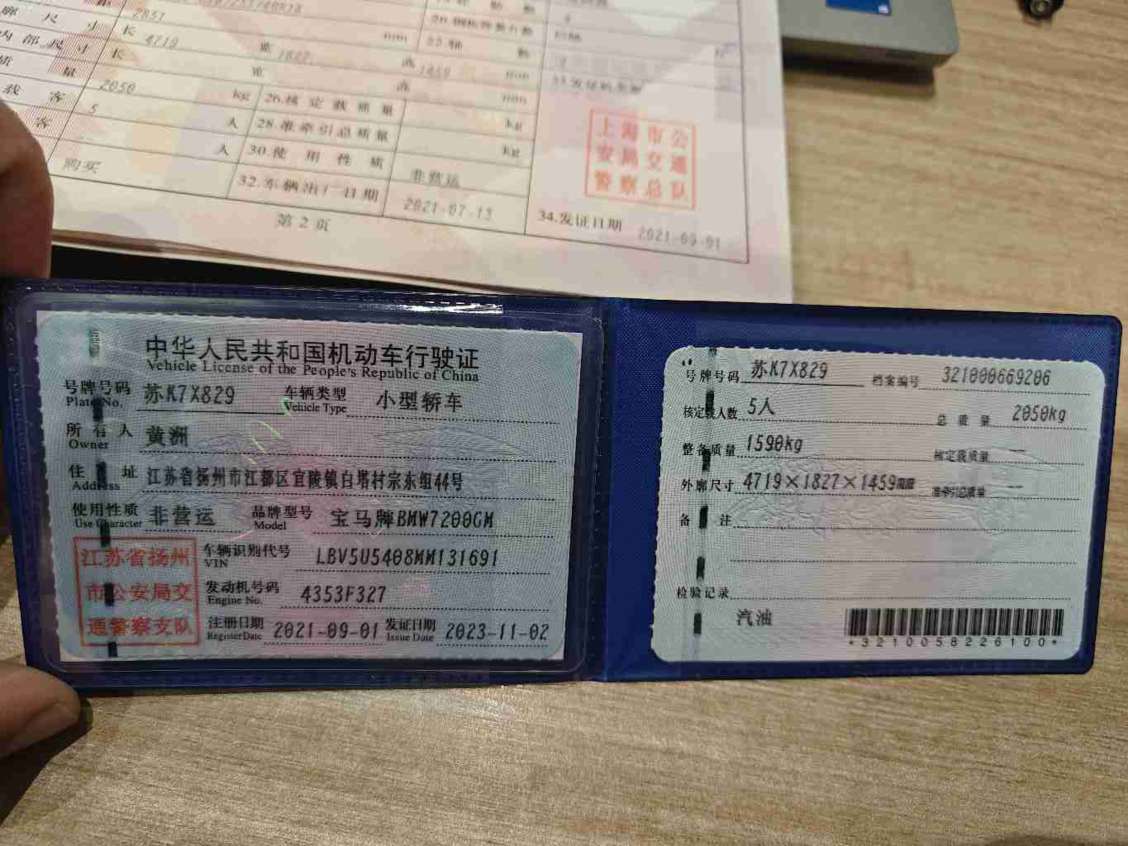 廓 尺 寸 长
内 部 尺 寸 长 4719 宽 1827 高 1459 mm
质 量 2050 kg 26.核 定 载 质 量 kg
载 客 5 人 28.准牵引总质量 kg
客 人 30.使 用 性 质 非营运
购买 32.车辆出厂日期 2021-07-13
上海市公
安局交通
警察总队
34.发证日期 2021-09-01
第 2 页
中华人民共和国机动车行驶证
Vehicle License of the People's Republic of China
号牌号码 苏K7X829 车辆类型 小型轿车
Plate No. Vehicle Type
所有人 黄洲
Owner
住 址 江苏省扬州市江都区宜陵镇白塔村宗东组44号
Address
使用性质 非营运 品牌型号 宝马牌BMW7200GM
Use Character Model
江苏省扬州
市公安局交
通警察支队
车辆识别代号 LBV5U5408MM131691
VIN
发动机号码 4353F327
Engine No.
注册日期 2021-09-01 发证日期 2023-11-02
Register Date Issue Date
号牌号码 苏K7X829 档案编号 321000669206
核定载人数 5人 总 质 量 2050kg
整备质量 1590kg 核定载质量 --
外廓尺寸 4719×1827×1459mm 准牵引总质量 --
备 注
检验记录
汽油
*3210058226100*